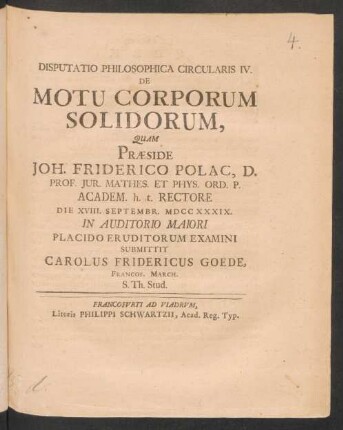 4.
DISPUTATIO PHILOSOPHICA CIRCULARIS IV.
DE
MOTU CORPORUM
SOLIDORUM,
QUAM
PRÆSIDE
JOH. FRIDERICO POLAC, D.
PROF. JUR. MATHES. ET PHYS. ORD. P.
ACADEM. h. t. RECTORE
DIE XVIII. SEPTEMBR. MDCCXXXIX.
IN AUDITORIO MAIORI
PLACIDO ERUDITORUM EXAMINI
SUBMITTIT
CAROLUS FRIDERICUS GOEDE,
FRANCOF. MARCH.
S. Th. Stud.
FRANCOFURTI AD VIADRVM,
Literis PHILIPPI SCHWARTZII, Acad. Reg. Typ.